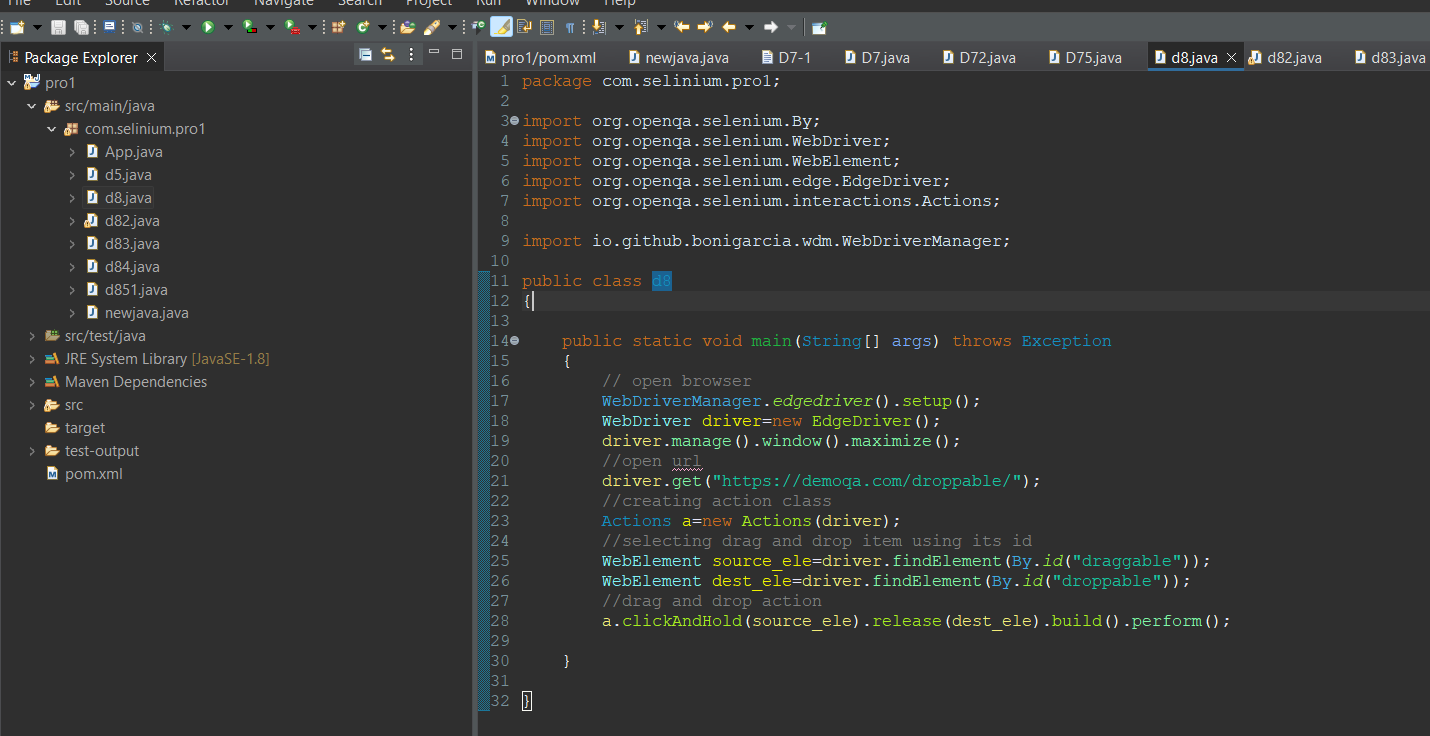 File Edit Source Refactor Navigate Search Project Run Window Help
Package Explorer
pro1/pom.xml newjava.java D7-1 D7.java D72.java D75.java d8.java d82.java d83.java
pro1
src/main/java
com.selinium.pro1
App.java
d5.java
d8.java
d82.java
d83.java
d84.java
d851.java
newjava.java
src/test/java
JRE System Library [JavaSE-1.8]
Maven Dependencies
src
target
test-output
pom.xml
1 package com.selinium.pro1;
2
3 import org.openqa.selenium.By;
4 import org.openqa.selenium.WebDriver;
5 import org.openqa.selenium.WebElement;
6 import org.openqa.selenium.edge.EdgeDriver;
7 import org.openqa.selenium.interactions.Actions;
8
9 import io.github.bonigarcia.wdm.WebDriverManager;
10
11 public class d8
12 {
13
14 public static void main(String[] args) throws Exception
15 {
16 // open browser
17 WebDriverManager.edgedriver().setup();
18 WebDriver driver=new EdgeDriver();
19 driver.manage().window().maximize();
20 //open url
21 driver.get("https://demoqa.com/droppable/");
22 //creating action class
23 Actions a=new Actions(driver);
24 //selecting drag and drop item using its id
25 WebElement source_ele=driver.findElement(By.id("draggable"));
26 WebElement dest_ele=driver.findElement(By.id("droppable"));
27 //drag and drop action
28 a.clickAndHold(source_ele).release(dest_ele).build().perform();
29
30 }
31
32 }